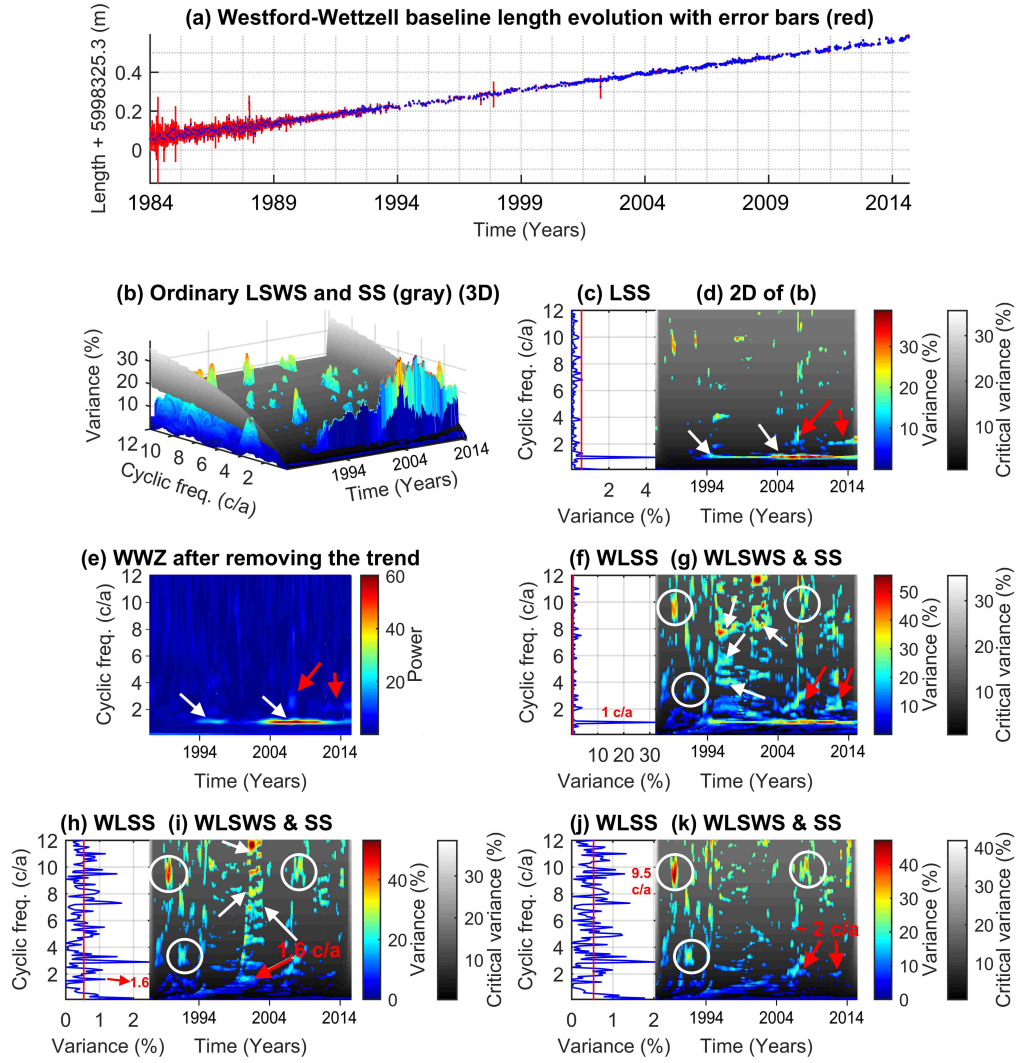 (a) Westford-Wettzell baseline length evolution with error bars (red)
Length + 5998325.3 (m)
0.4
0.2
0
1984 1989 1994 1999 2004 2009 2014
Time (Years)
(b) Ordinary LSWS and SS (gray) (3D)
Variance (%)
30
20
10
12 10 8 6 4 2
Cyclic freq. (c/a)
1994 2004 2014
Time (Years)
(c) LSS (d) 2D of (b)
Cyclic freq. (c/a)
12
10
8
6
4
2
2 4
Variance (%)
1994 2004 2014
Time (Years)
30
20
10
0
Variance (%)
30
20
10
0
Critical variance (%)
(e) WWZ after removing the trend
Cyclic freq. (c/a)
12
10
8
6
4
2
1994 2004 2014
Time (Years)
60
40
20
0
Power
(f) WLSS (g) WLSWS & SS
Cyclic freq. (c/a)
12
10
8
6
4
2
1 c/a
10 20 30
Variance (%)
1994 2004 2014
Time (Years)
50
40
30
20
10
0
Variance (%)
30
20
10
0
Critical variance (%)
(h) WLSS (i) WLSWS & SS
Cyclic freq. (c/a)
12
10
8
6
4
2
1.6
1.6 c/a
0 1 2
Variance (%)
1994 2004 2014
Time (Years)
40
20
0
Variance (%)
30
20
10
0
Critical variance (%)
(j) WLSS (k) WLSWS & SS
Cyclic freq. (c/a)
12
10
8
6
4
2
9.5
c/a
~ 2 c/a
0 1 2
Variance (%)
1994 2004 2014
Time (Years)
40
30
20
10
0
Variance (%)
40
30
20
10
0
Critical variance (%)